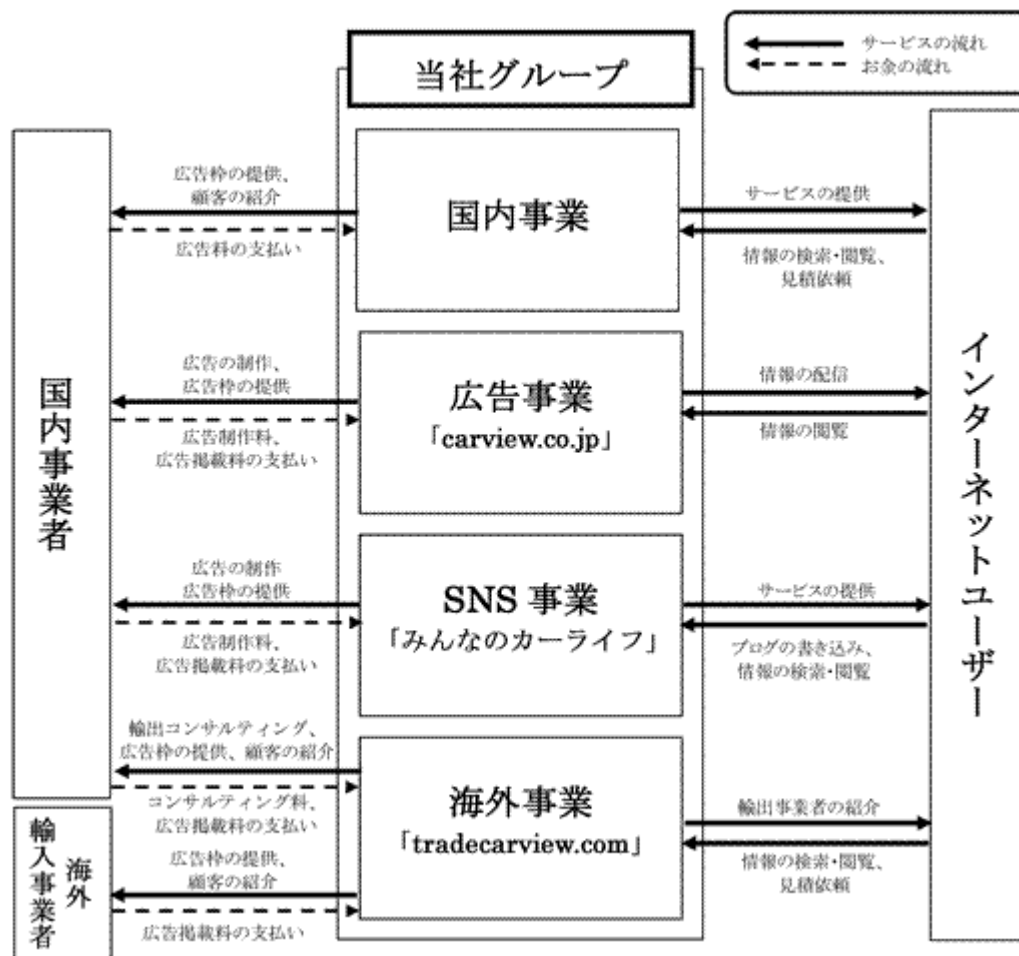 サービスの流れ
お金の流れ
当社グループ
国内事業者
広告枠の提供、
顧客の紹介
広告料の支払い
国内事業
サービスの提供
情報の検索・閲覧、
見積依頼
インターネットユーザー
広告の制作、
広告枠の提供
広告制作料、
広告掲載料の支払い
広告事業
「carview.co.jp」
情報の配信
情報の閲覧
広告の制作
広告枠の提供
広告制作料、
広告掲載料の支払い
SNS 事業
「みんなのカーライフ」
サービスの提供
ブログの書き込み、
情報の検索・閲覧
輸出コンサルティング、
広告枠の提供、顧客の紹介
コンサルティング料、
広告掲載料の支払い
海外事業
「tradecarview.com」
輸出事業者の紹介
情報の検索・閲覧、
見積依頼
海外
輸入事業者
広告枠の提供、
顧客の紹介
広告掲載料の支払い